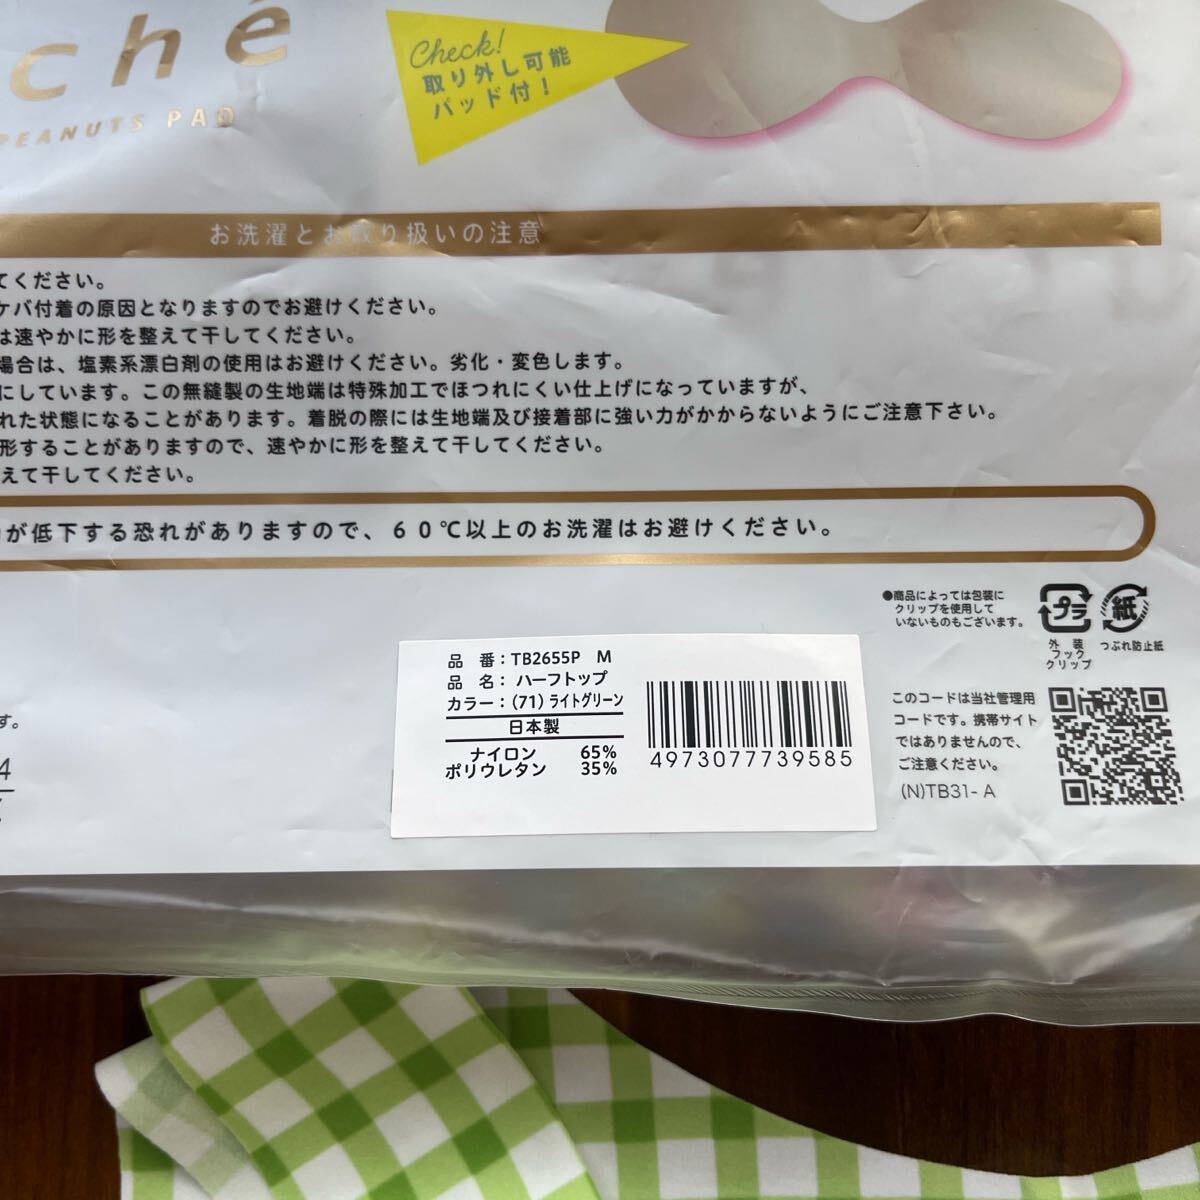 ché
PEANUTS PAD
Check!
取り外し可能
パッド付！
お洗濯とお取り扱いの注意
てください。
ケバ付着の原因となりますのでお避けください。
は速やかに形を整えて干してください。
場合は、塩素系漂白剤の使用はお避けください。劣化・変色します。
にしています。この無縫製の生地端は特殊加工でほつれにくい仕上げになっていますが、
れた状態になることがあります。着脱の際には生地端及び接着部に強い力がかからないようにご注意下さい。
形することがありますので、速やかに形を整えて干してください。
えて干してください。
が低下する恐れがありますので、６０℃以上のお洗濯はお避けください。
●商品によっては包装に
クリップを使用して
いないものもございます。
プラ
外装
フック
クリップ
紙
つぶれ防止紙
品 番：TB2655P M
品 名：ハーフトップ
カラー：(71) ライトグリーン
日本製
ナイロン 65%
ポリウレタン 35%
4973077739585
このコードは当社管理用
コードです。携帯サイト
ではありませんので、
ご注意ください。
(N)TB31- A
す。
4